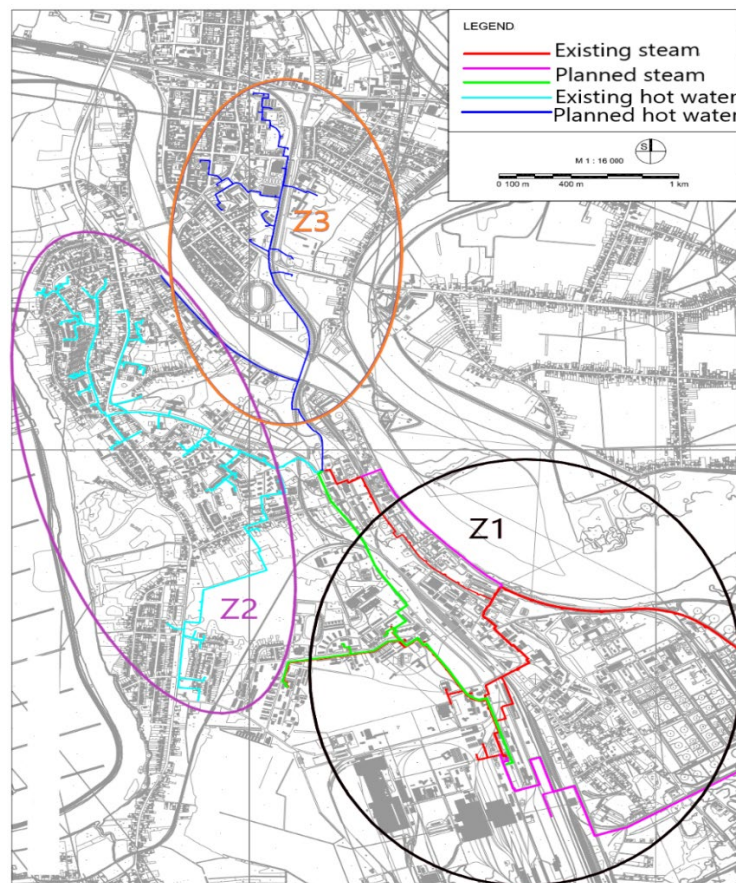 LEGEND
Existing steam
Planned steam
Existing hot water
Planned hot water
S
M 1 : 16 000
0 100 m 400 m 1 km
Z3
Z1
Z2